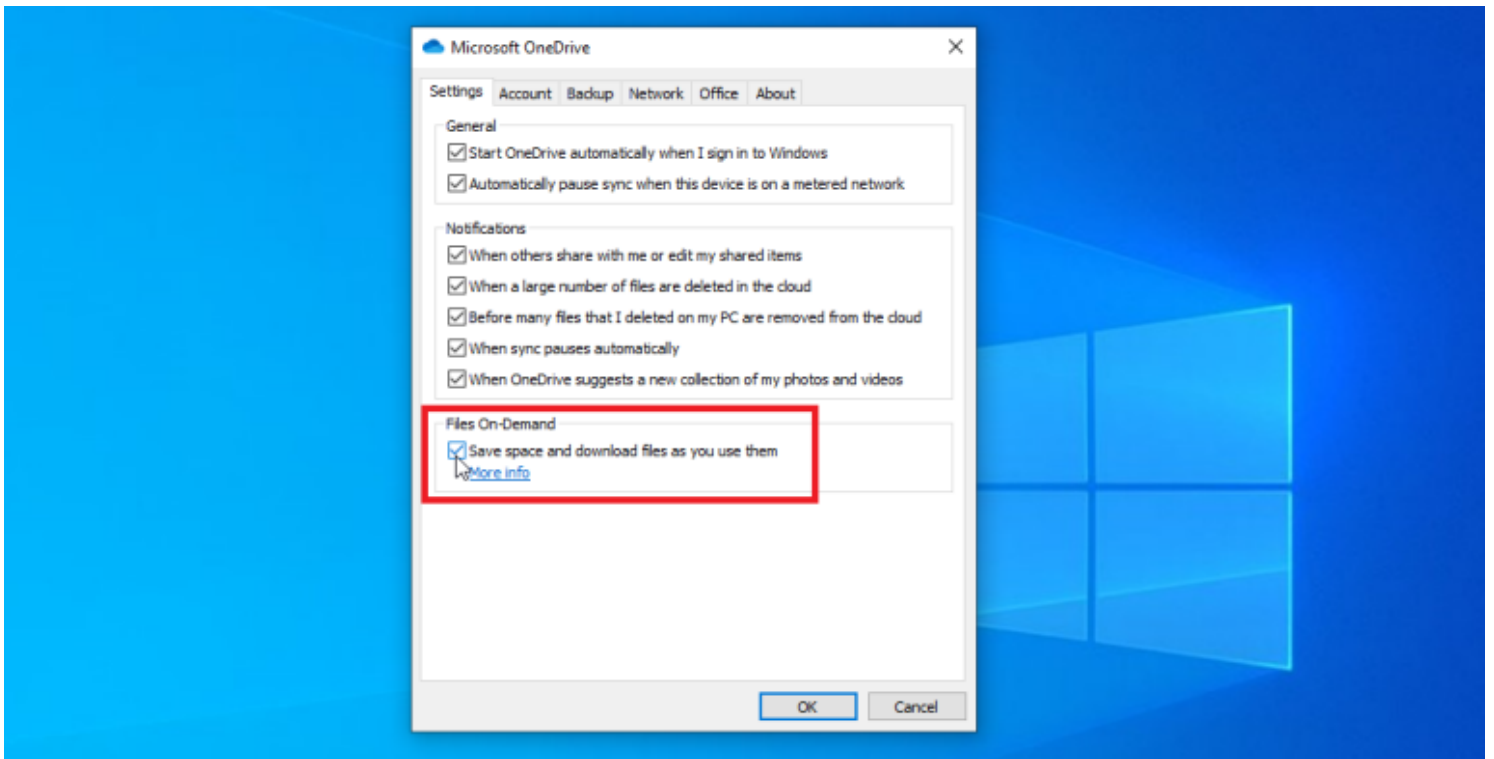 Microsoft OneDrive
Settings Account Backup Network Office About
General
Start OneDrive automatically when I sign in to Windows
Automatically pause sync when this device is on a metered network
Notifications
When others share with me or edit my shared items
When a large number of files are deleted in the cloud
Before many files that I deleted on my PC are removed from the cloud
When sync pauses automatically
When OneDrive suggests a new collection of my photos and videos
Files On-Demand
Save space and download files as you use them
More info
OK Cancel